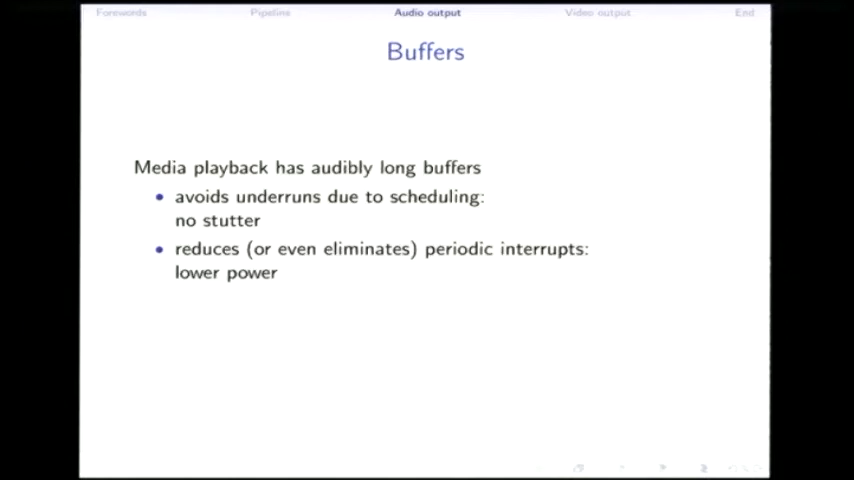 Forewords Pipeline Audio output Video output End
Buffers
Media playback has audibly long buffers
• avoids underruns due to scheduling:
no stutter
• reduces (or even eliminates) periodic interrupts:
lower power